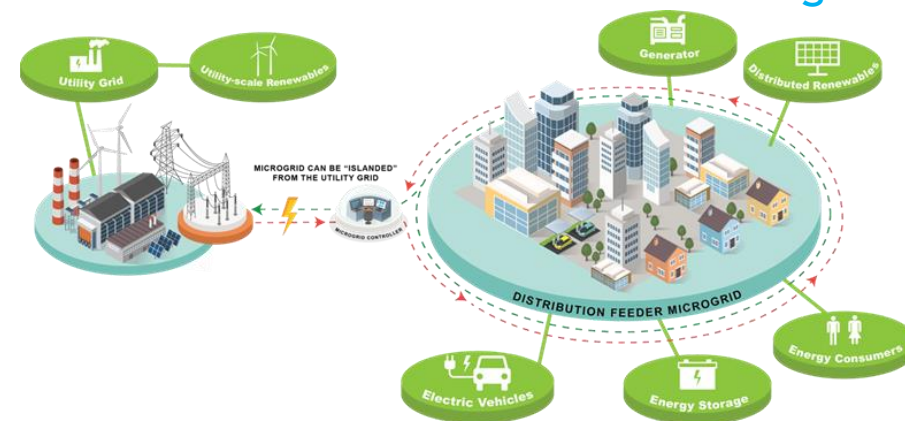 Utility Grid
Utility-scale Renewables
Generator
Distributed Renewables
MICROGRID CAN BE "ISLANDED"
FROM THE UTILITY GRID
MICROGRID CONTROLLER
DISTRIBUTION FEEDER MICROGRID
Electric Vehicles
Energy Storage
Energy Consumers